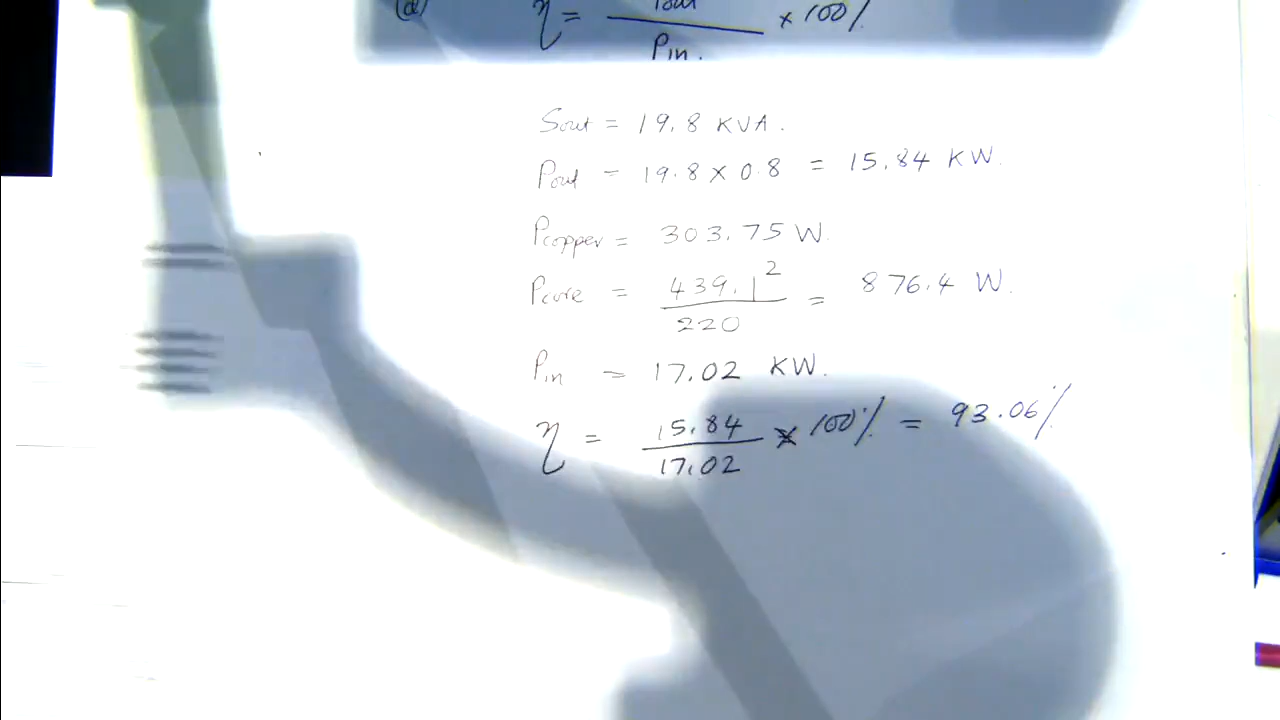 (d) η = Pout / Pin. × 100%
Sout = 19.8 KVA.
Pout = 19.8 × 0.8 = 15.84 KW.
Pcopper = 303.75 W.
Pcore = 439.1² / 220 = 876.4 W.
Pin = 17.02 KW.
η = 15.84 / 17.02 × 100% = 93.06%